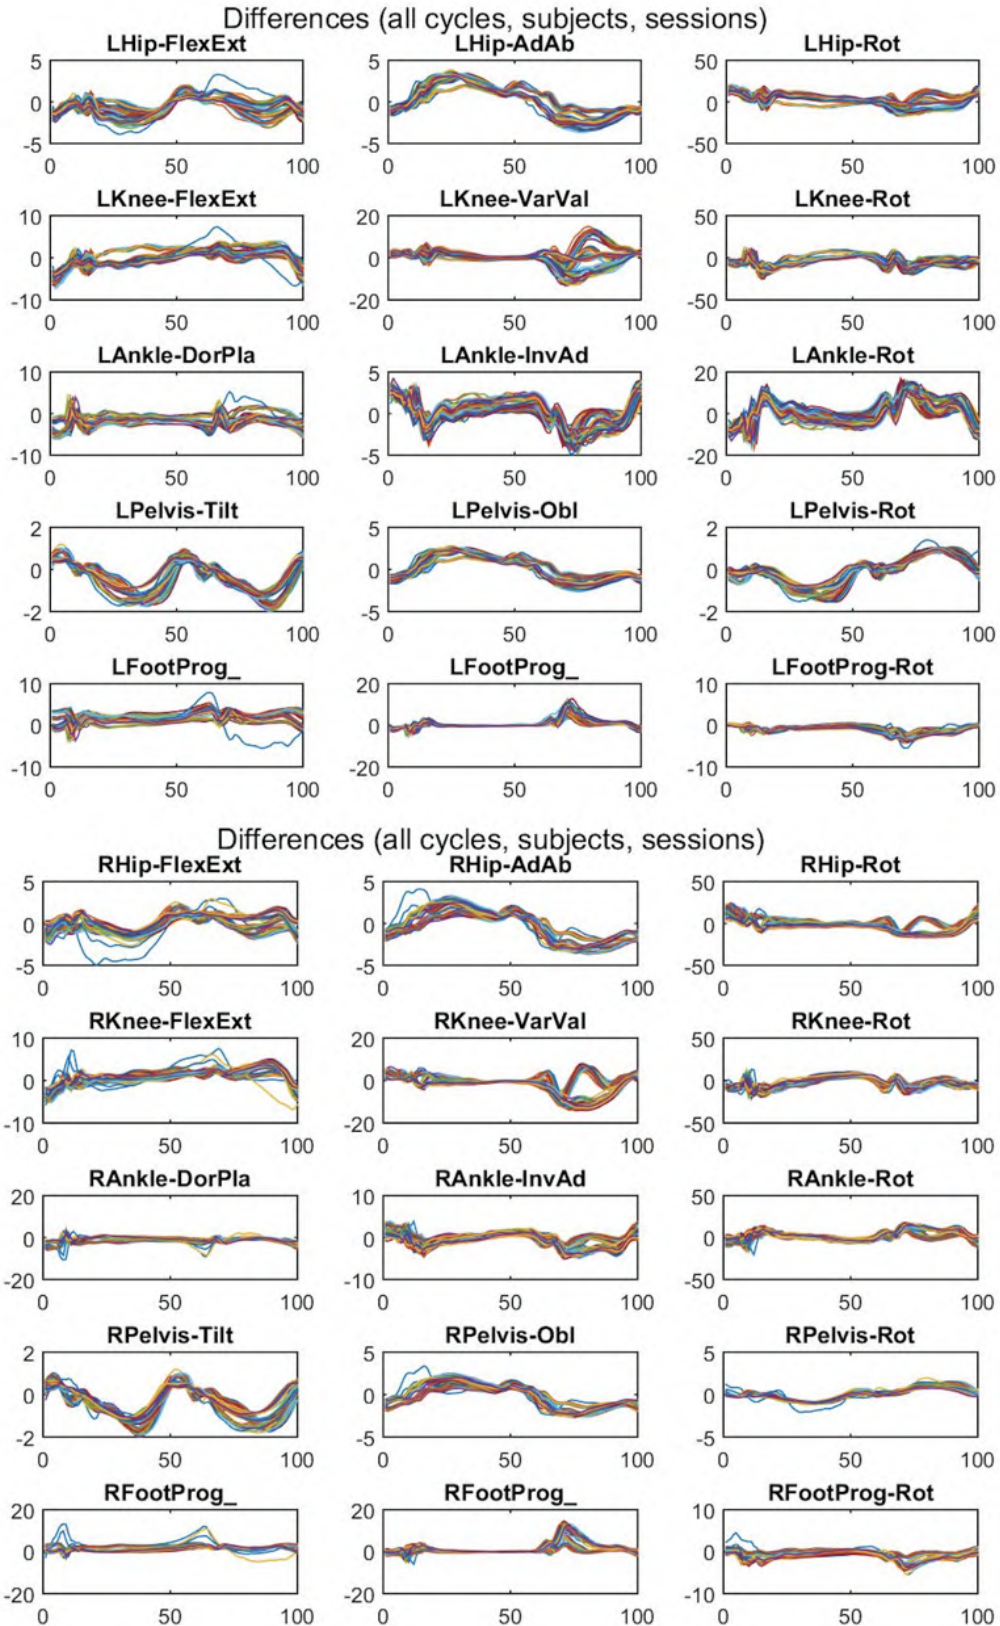 Differences (all cycles, subjects, sessions)
LHip-FlexExt LHip-AdAb LHip-Rot
5 5 50
0 0 0
-5 -5 -50
0 50 100 0 50 100 0 50 100
LKnee-FlexExt LKnee-VarVal LKnee-Rot
10 20 50
0 0 0
-10 -20 -50
0 50 100 0 50 100 0 50 100
LAnkle-DorPla LAnkle-InvAd LAnkle-Rot
10 5 20
0 0 0
-10 -5 -20
0 50 100 0 50 100 0 50 100
LPelvis-Tilt LPelvis-Obl LPelvis-Rot
2 5 2
0 0 0
-2 -5 -2
0 50 100 0 50 100 0 50 100
LFootProg_ LFootProg_ LFootProg-Rot
10 20 10
0 0 0
-10 -20 -10
0 50 100 0 50 100 0 50 100
Differences (all cycles, subjects, sessions)
RHip-FlexExt RHip-AdAb RHip-Rot
5 5 50
0 0 0
-5 -5 -50
0 50 100 0 50 100 0 50 100
RKnee-FlexExt RKnee-VarVal RKnee-Rot
10 20 50
0 0 0
-10 -20 -50
0 50 100 0 50 100 0 50 100
RAnkle-DorPla RAnkle-InvAd RAnkle-Rot
20 10 50
0 0 0
-20 -10 -50
0 50 100 0 50 100 0 50 100
RPelvis-Tilt RPelvis-Obl RPelvis-Rot
2 5 5
0 0 0
-2 -5 -5
0 50 100 0 50 100 0 50 100
RFootProg_ RFootProg_ RFootProg-Rot
20 20 10
0 0 0
-20 -20 -10
0 50 100 0 50 100 0 50 100